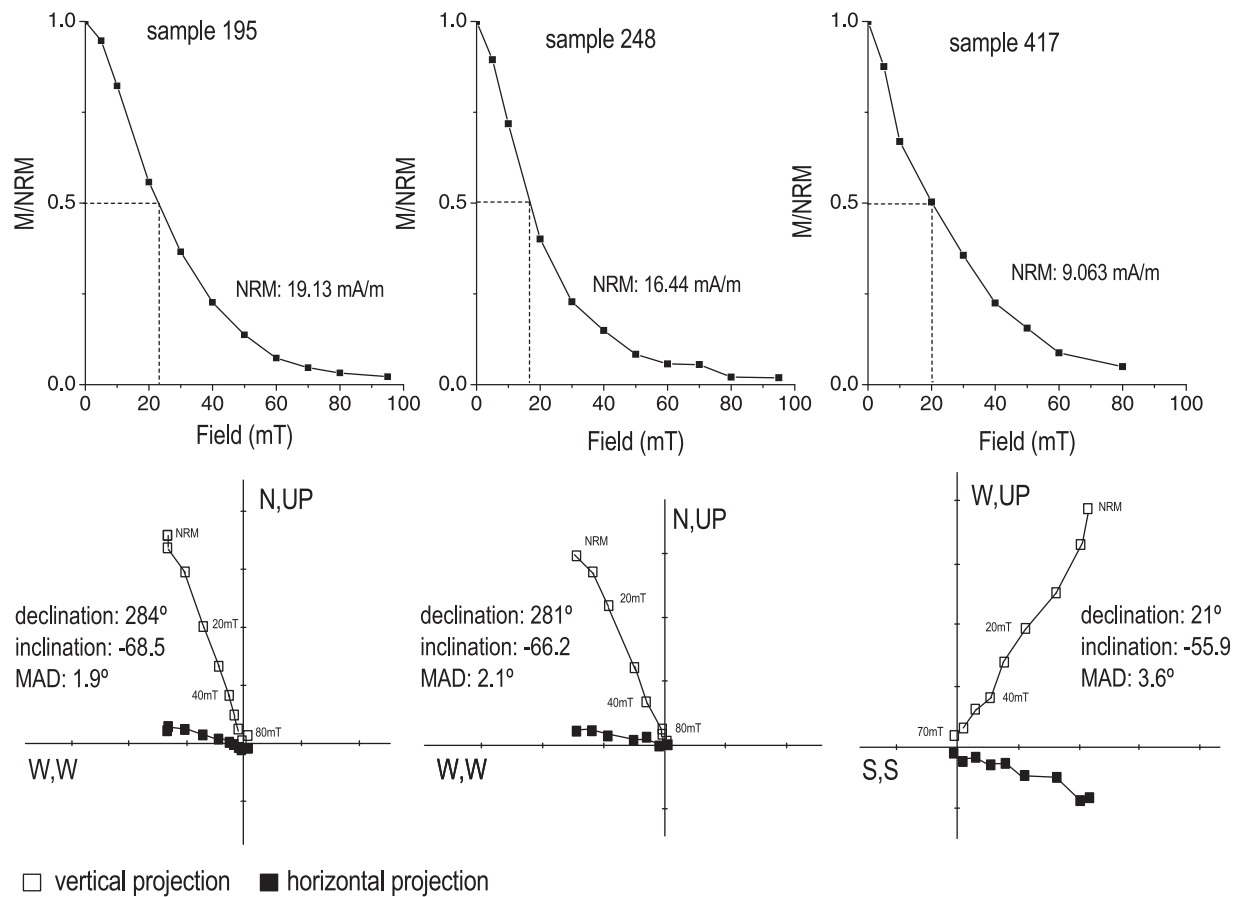 sample 195
1.0
0.5
0.0
M/NRM
NRM: 19.13 mA/m
0 20 40 60 80 100
Field (mT)
sample 248
1.0
0.5
0.0
M/NRM
NRM: 16.44 mA/m
0 20 40 60 80 100
Field (mT)
sample 417
1.0
0.5
0.0
M/NRM
NRM: 9.063 mA/m
0 20 40 60 80 100
Field (mT)
N,UP
NRM
20mT
40mT
80mT
declination: 284º
inclination: -68.5
MAD: 1.9º
W,W
N,UP
NRM
20mT
40mT
80mT
declination: 281º
inclination: -66.2
MAD: 2.1º
W,W
W,UP
NRM
20mT
40mT
70mT
declination: 21°
inclination: -55.9
MAD: 3.6°
S,S
vertical projection
horizontal projection